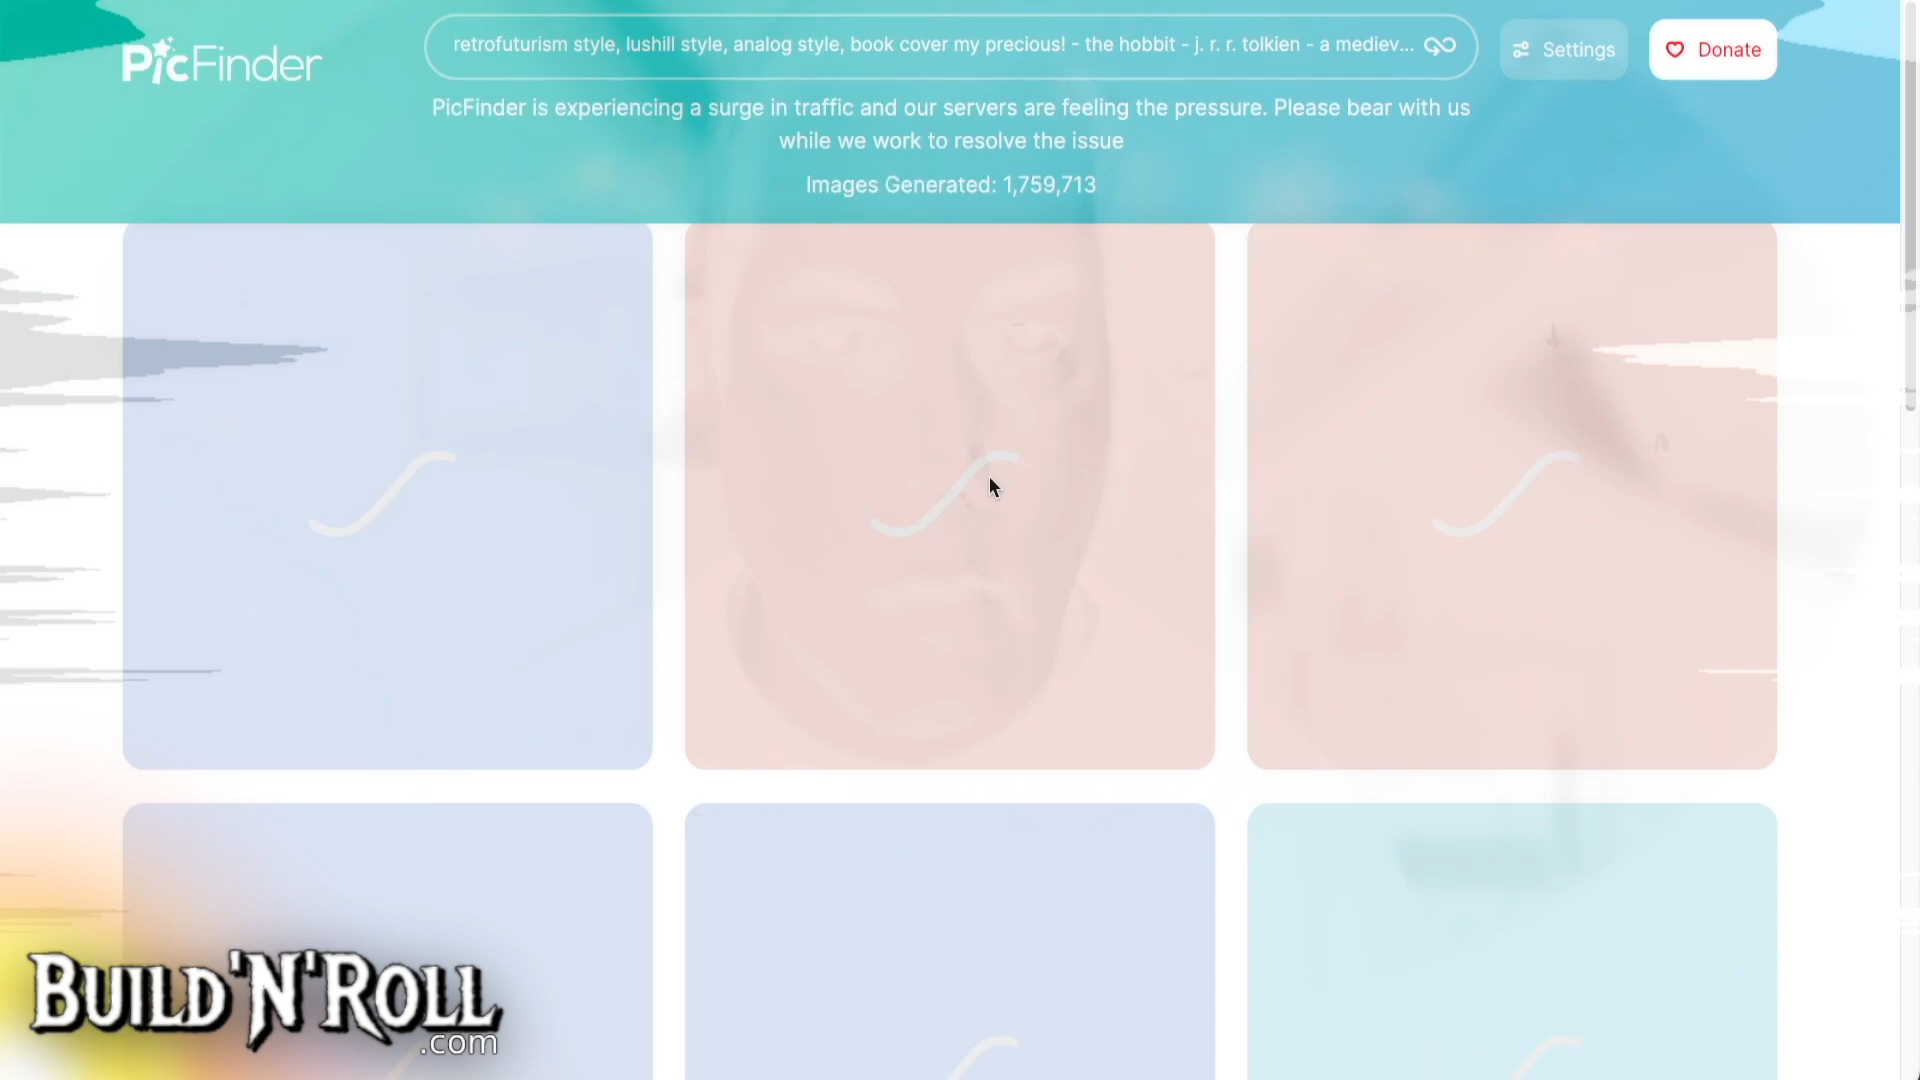 PicFinder
retrofuturism style, lushill style, analog style, book cover my precious! - the hobbit - j. r. r. tolkien - a mediev...
Settings
Donate
PicFinder is experiencing a surge in traffic and our servers are feeling the pressure. Please bear with us
while we work to resolve the issue
Images Generated: 1,759,713
BUILD'N'ROLL
.com